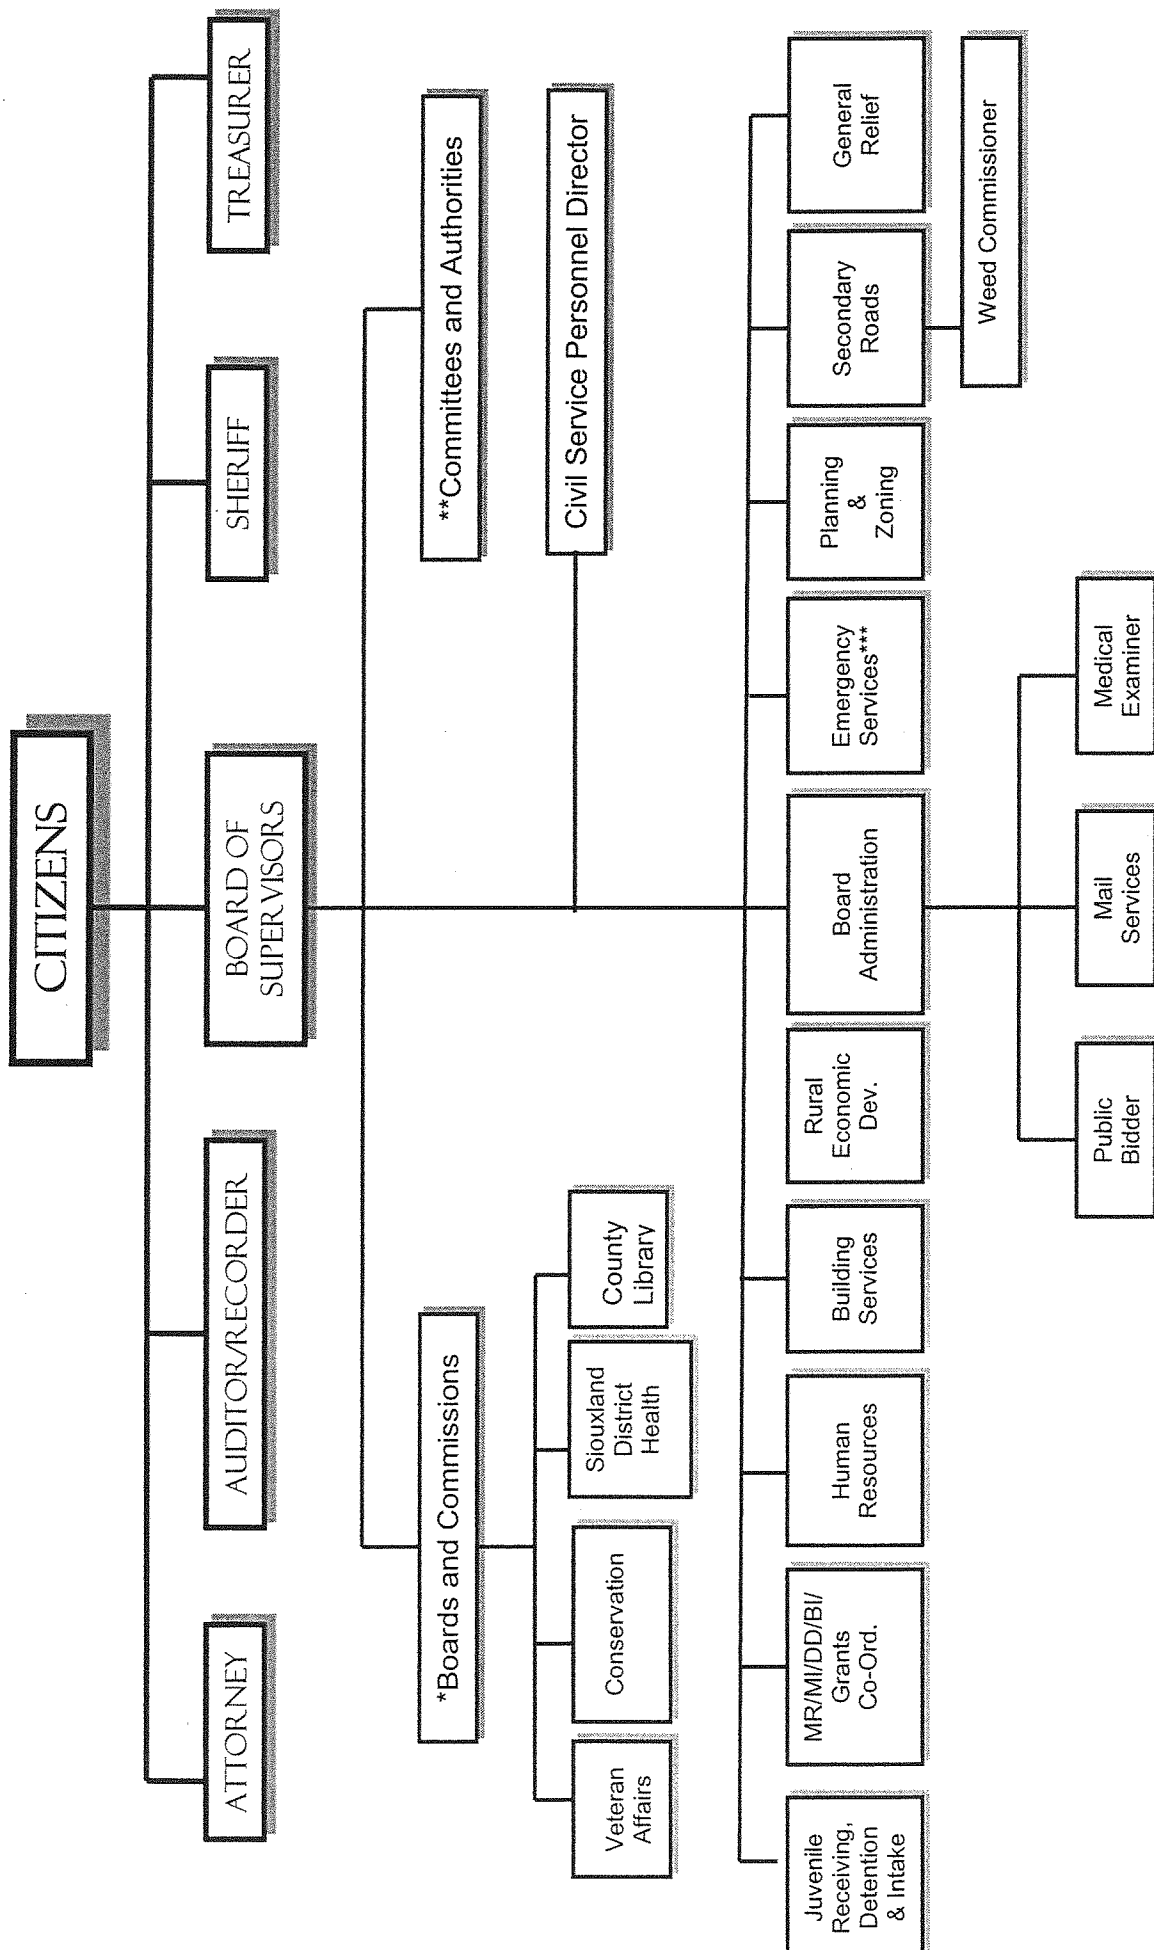 CITIZENS
ATTORNEY
AUDITOR/RECORDER
BOARD OF
SUPERVISORS
SHERIFF
TREASURER
*Boards and Commissions
**Committees and Authorities
Veteran
Affairs
Conservation
Siouxland
District
Health
County
Library
Civil Service Personnel Director
Juvenile
Receiving,
Detention
& Intake
MR/MI/DD/BI/
Grants
Co-Ord.
Human
Resources
Building
Services
Rural
Economic
Dev.
Board
Administration
Emergency
Services***
Planning
&
Zoning
Secondary
Roads
General
Relief
Weed Commissioner
Public
Bidder
Mail
Services
Medical
Examiner